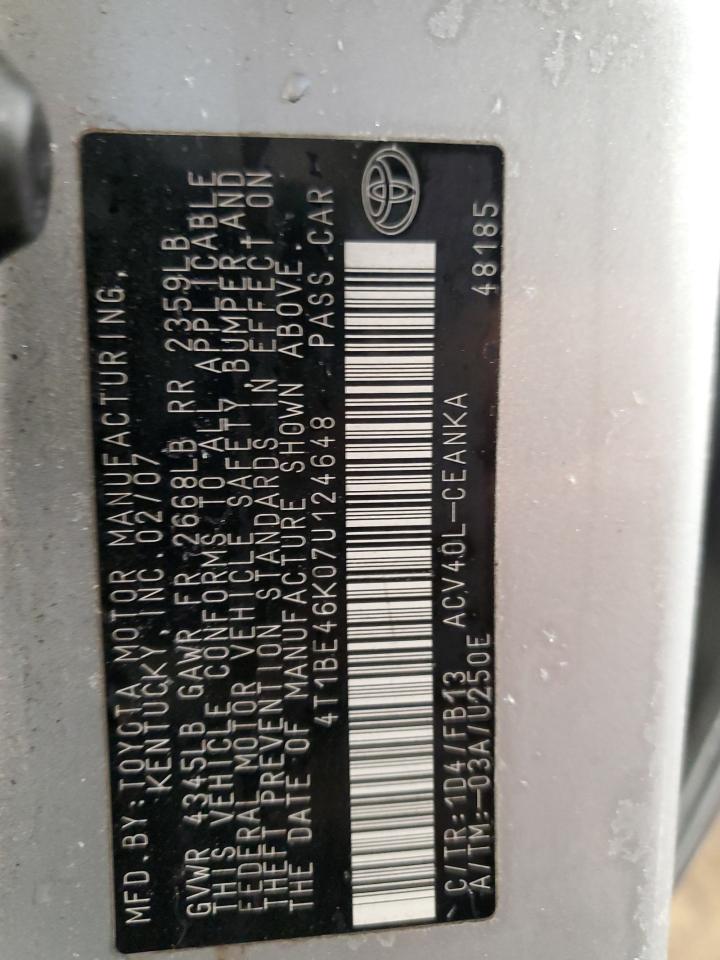 MFD.BY:TOYOTA MOTOR MANUFACTURING,
KENTUCKY, INC.02/07
GVWR 4345LB GAWR FR 2668LB RR 2359LB
THIS VEHICLE CONFORMS TO ALL APPLICABLE
FEDERAL MOTOR VEHICLE SAFETY, BUMPER AND
THEFT PREVENTION STANDARDS IN EFFECT ON
THE DATE OF MANUFACTURE SHOWN ABOVE.
4T1BE46K07U124648 PASS.CAR
C/TR:1D4/FB13 ACV40L-CEANKA
A/TM:-03A/U250E 48185